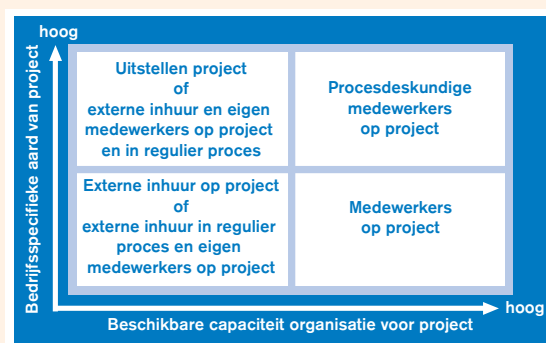 hoog
Bedrijfsspecifieke aard van project
Uitstellen project
of
externe inhuur en eigen
medewerkers op project
en in regulier proces
Procesdeskundige
medewerkers
op project
Externe inhuur op project
of
externe inhuur in regulier
proces en eigen
medewerkers op project
Medewerkers
op project
hoog
Beschikbare capaciteit organisatie voor project